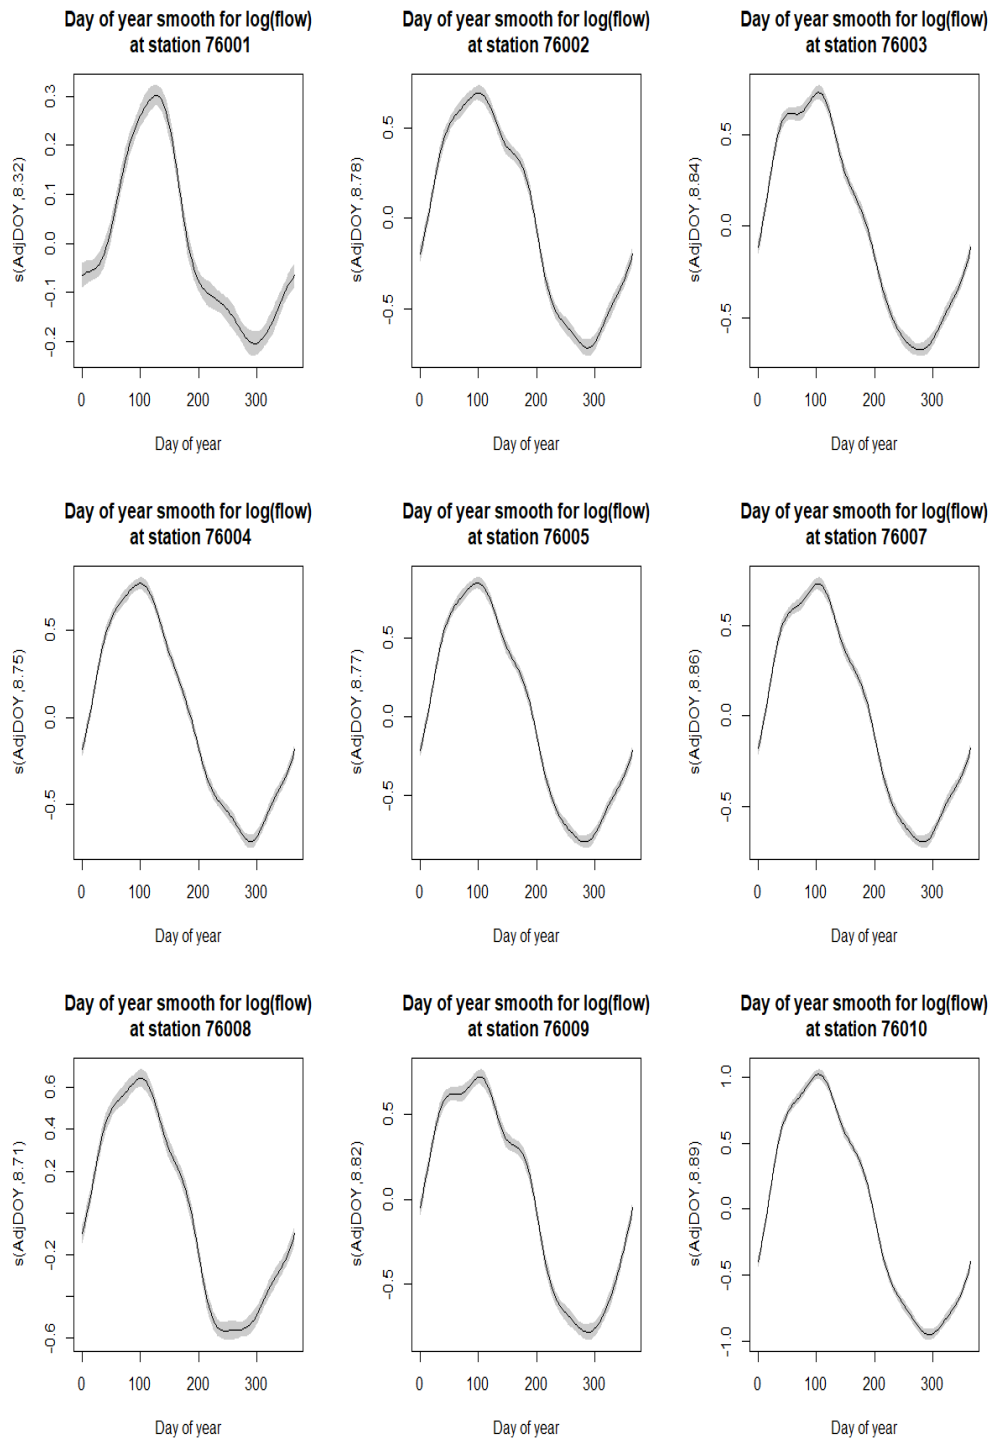 Day of year smooth for log(flow)
at station 76001
s(AdjDOY,8.32)
0.3
0.2
0.1
0.0
-0.1
-0.2
0 100 200 300
Day of year
Day of year smooth for log(flow)
at station 76002
s(AdjDOY,8.78)
0.5
0.0
-0.5
0 100 200 300
Day of year
Day of year smooth for log(flow)
at station 76003
s(AdjDOY,8.84)
0.5
0.0
-0.5
0 100 200 300
Day of year
Day of year smooth for log(flow)
at station 76004
s(AdjDOY,8.75)
0.5
0.0
-0.5
0 100 200 300
Day of year
Day of year smooth for log(flow)
at station 76005
s(AdjDOY,8.77)
0.5
0.0
-0.5
0 100 200 300
Day of year
Day of year smooth for log(flow)
at station 76007
s(AdjDOY,8.86)
0.5
0.0
-0.5
0 100 200 300
Day of year
Day of year smooth for log(flow)
at station 76008
s(AdjDOY,8.71)
0.6
0.4
0.2
-0.2
-0.6
0 100 200 300
Day of year
Day of year smooth for log(flow)
at station 76009
s(AdjDOY,8.82)
0.5
0.0
-0.5
0 100 200 300
Day of year
Day of year smooth for log(flow)
at station 76010
s(AdjDOY,8.89)
1.0
0.5
0.0
-0.5
-1.0
0 100 200 300
Day of year